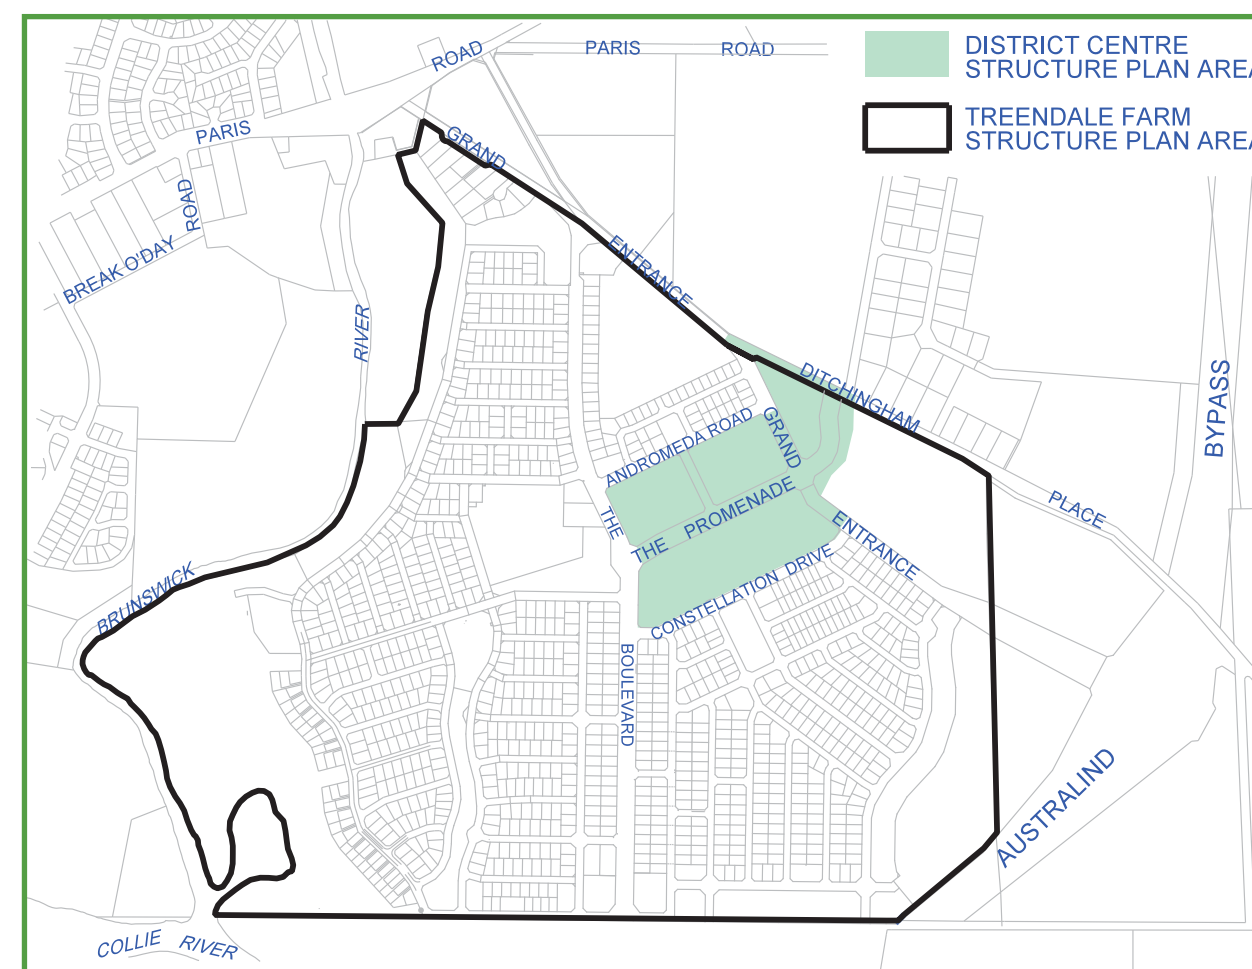 ROAD
PARIS
ROAD
DISTRICT CENTRE
STRUCTURE PLAN AREA
TREENDALE FARM
STRUCTURE PLAN AREA
PARIS
GRAND
ROAD
BREAK O'DAY
ENTRANCE
RIVER
DITCHINGHAM
BYPASS
ANDROMEDA ROAD
GRAND
THE
THE PROMENADE
PLACE
ENTRANCE
CONSTELLATION DRIVE
BRUNSWICK
BOULEVARD
AUSTRALIND
COLLIE RIVER